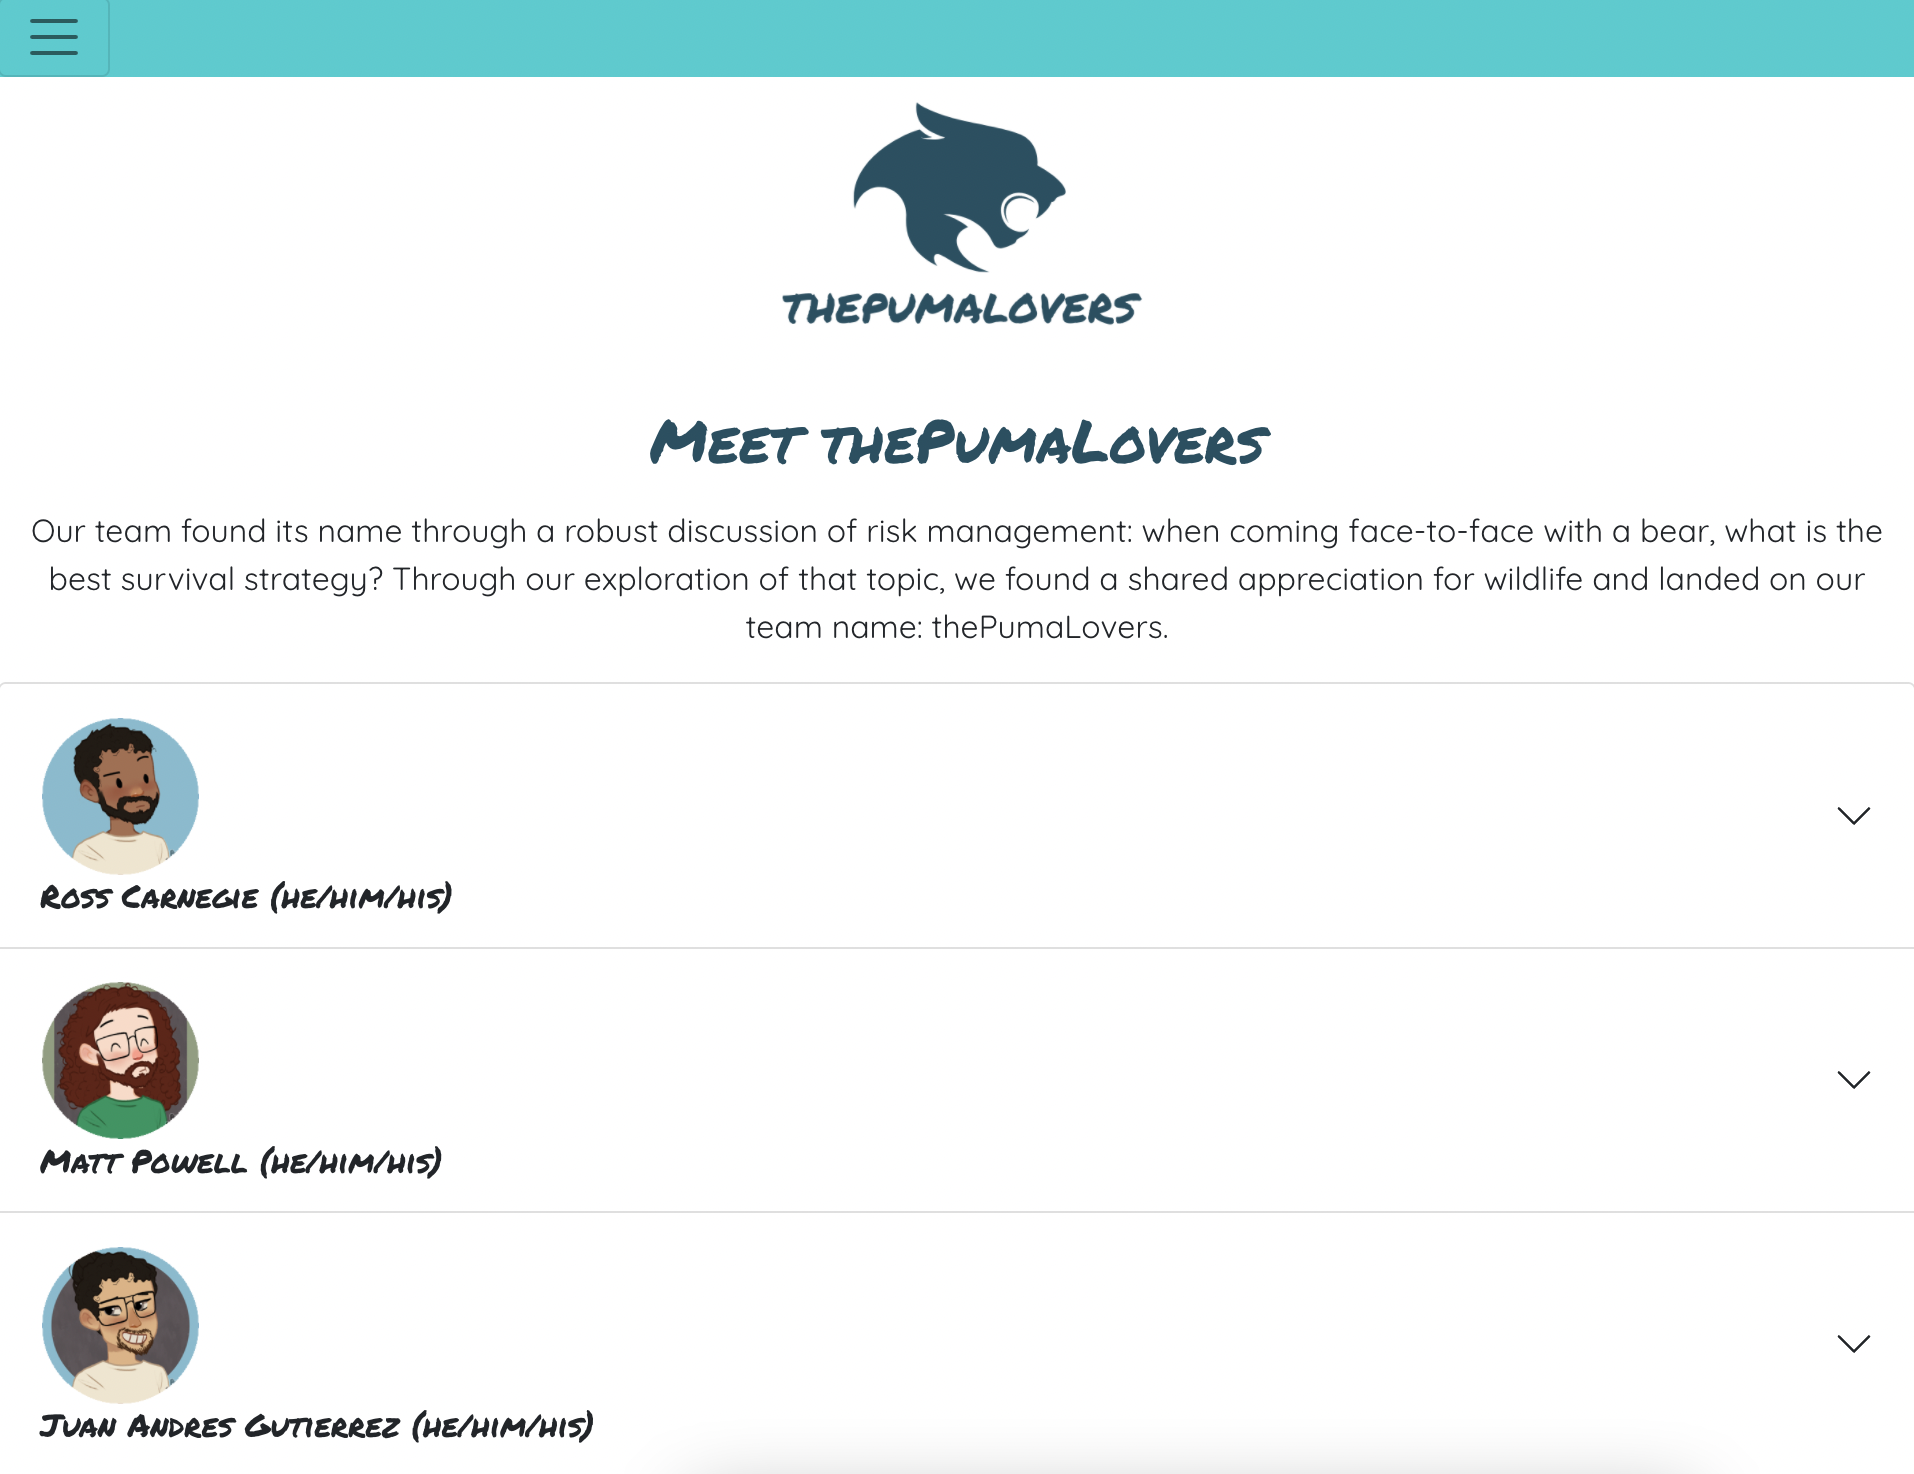 THEPUMALOVERS
Meet thePumaLovers
Our team found its name through a robust discussion of risk management: when coming face-to-face with a bear, what is the
best survival strategy? Through our exploration of that topic, we found a shared appreciation for wildlife and landed on our
team name: thePumaLovers.
Ross Carnegie (he/him/his)
Matt Powell (he/him/his)
Juan Andres Gutierrez (he/him/his)